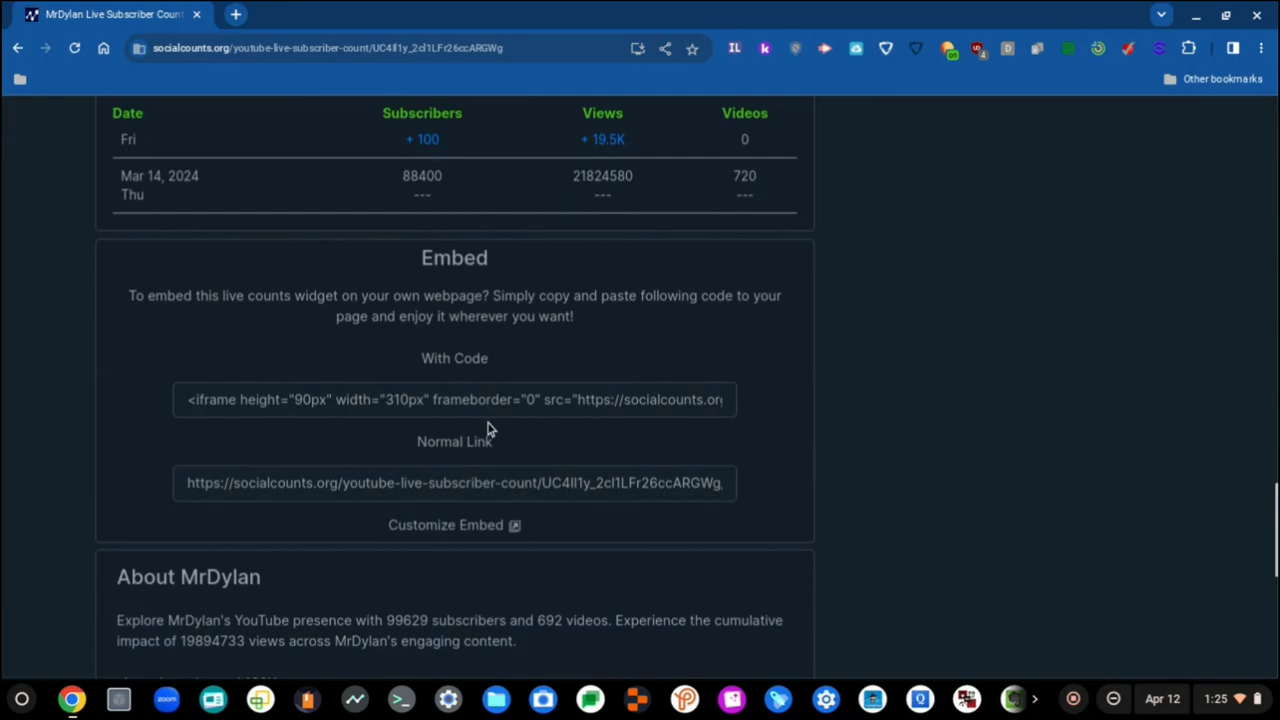 MrDylan Live Subscriber Count
socialcounts.org/youtube-live-subscriber-count/UC4Il1y_2cl1LFr26ccARGWg
Other bookmarks
Date Subscribers Views Videos
Fri + 100 + 19.5K 0
Mar 14, 2024 88400 21824580 720
Thu --- --- ---
Embed
To embed this live counts widget on your own webpage? Simply copy and paste following code to your
page and enjoy it wherever you want!
With Code
<iframe height="90px" width="310px" frameborder="0" src="https://socialcounts.org
Normal Link
https://socialcounts.org/youtube-live-subscriber-count/UC4Il1y_2cl1LFr26ccARGWg,
Customize Embed
About MrDylan
Explore MrDylan's YouTube presence with 99629 subscribers and 692 videos. Experience the cumulative
impact of 19894733 views across MrDylan's engaging content.
zoom
Apr 12 1:25